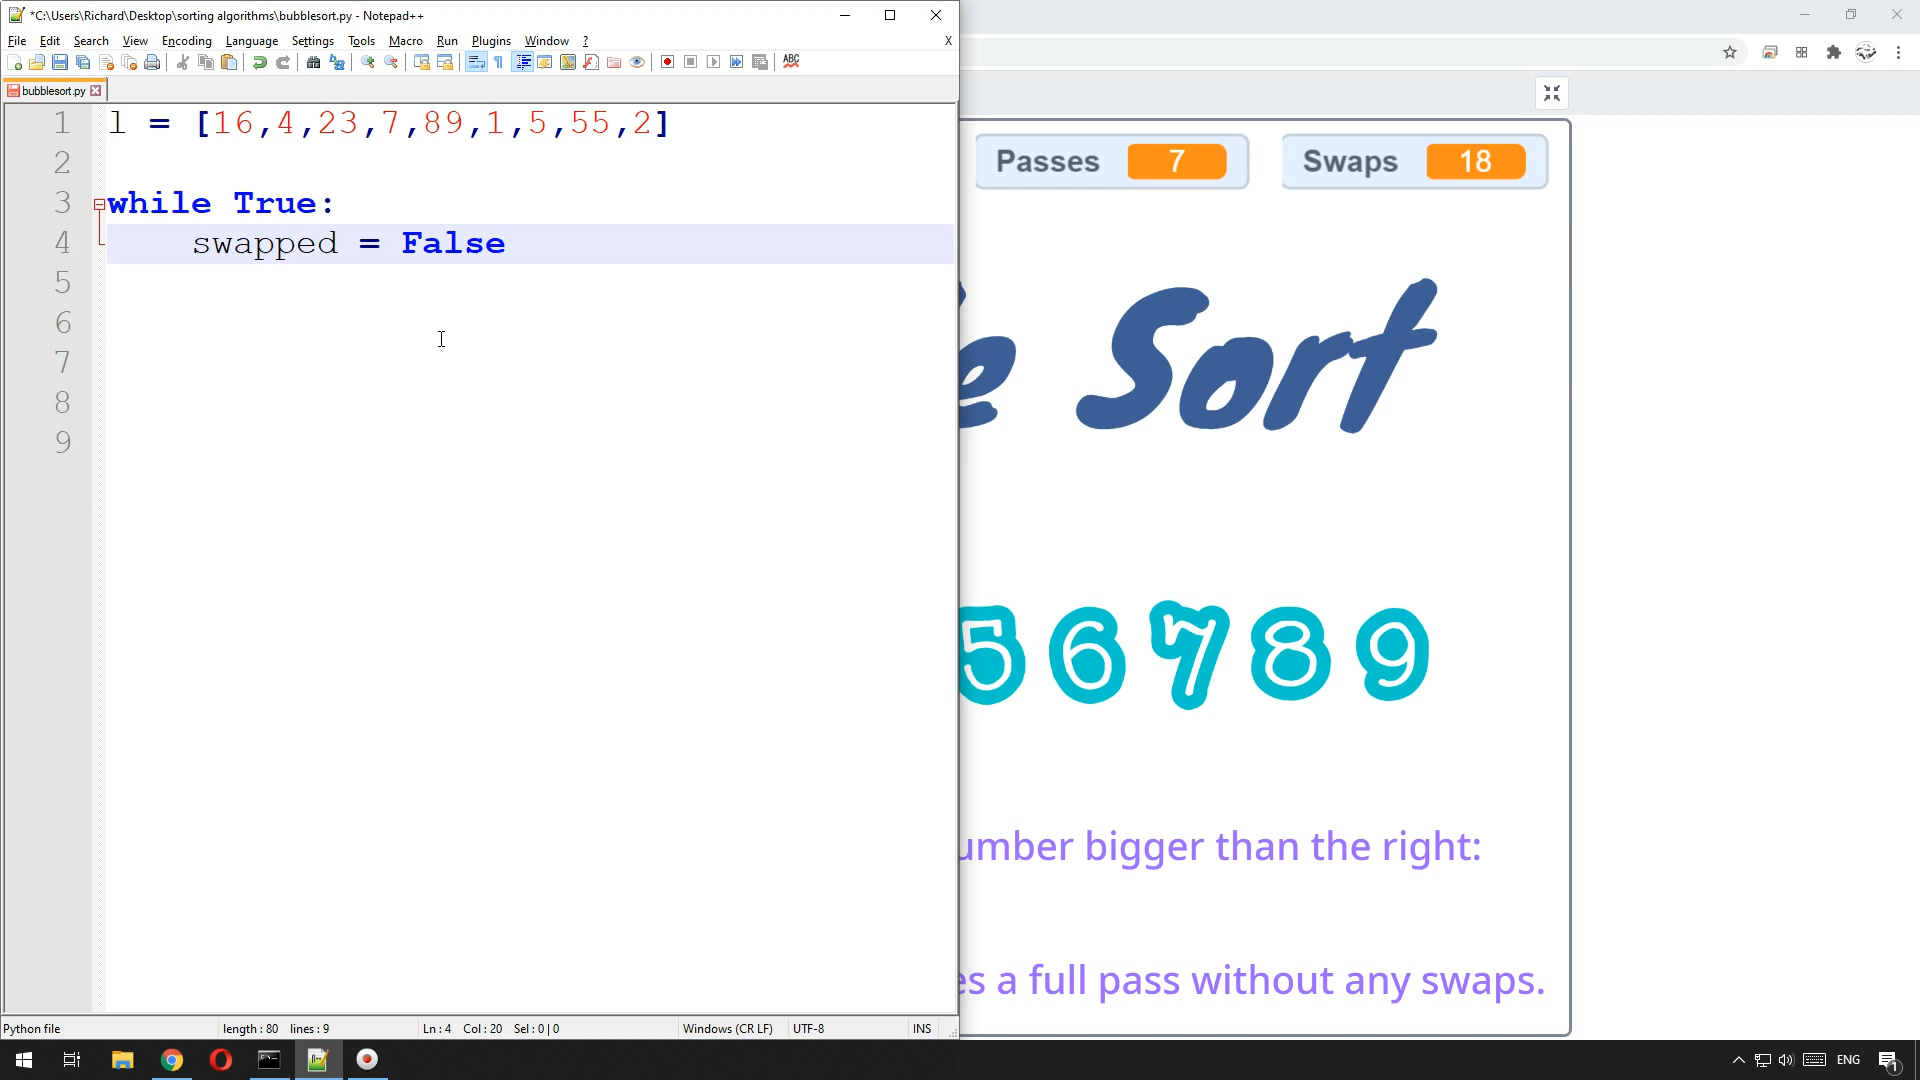 *C:\Users\Richard\Desktop\sorting algorithms\bubblesort.py - Notepad++
File Edit Search View Encoding Language Settings Tools Macro Run Plugins Window ? X
ABC
bubblesort.py
1 l = [16,4,23,7,89,1,5,55,2]
2
3 while True:
4 swapped = False
5
6
7
8
9
Passes 7 Swaps 18
e Sort
5 6 7 8 9
umber bigger than the right:
es a full pass without any swaps.
Python file length : 80 lines : 9 Ln : 4 Col : 20 Sel : 0 | 0 Windows (CR LF) UTF-8 INS
ENG 1